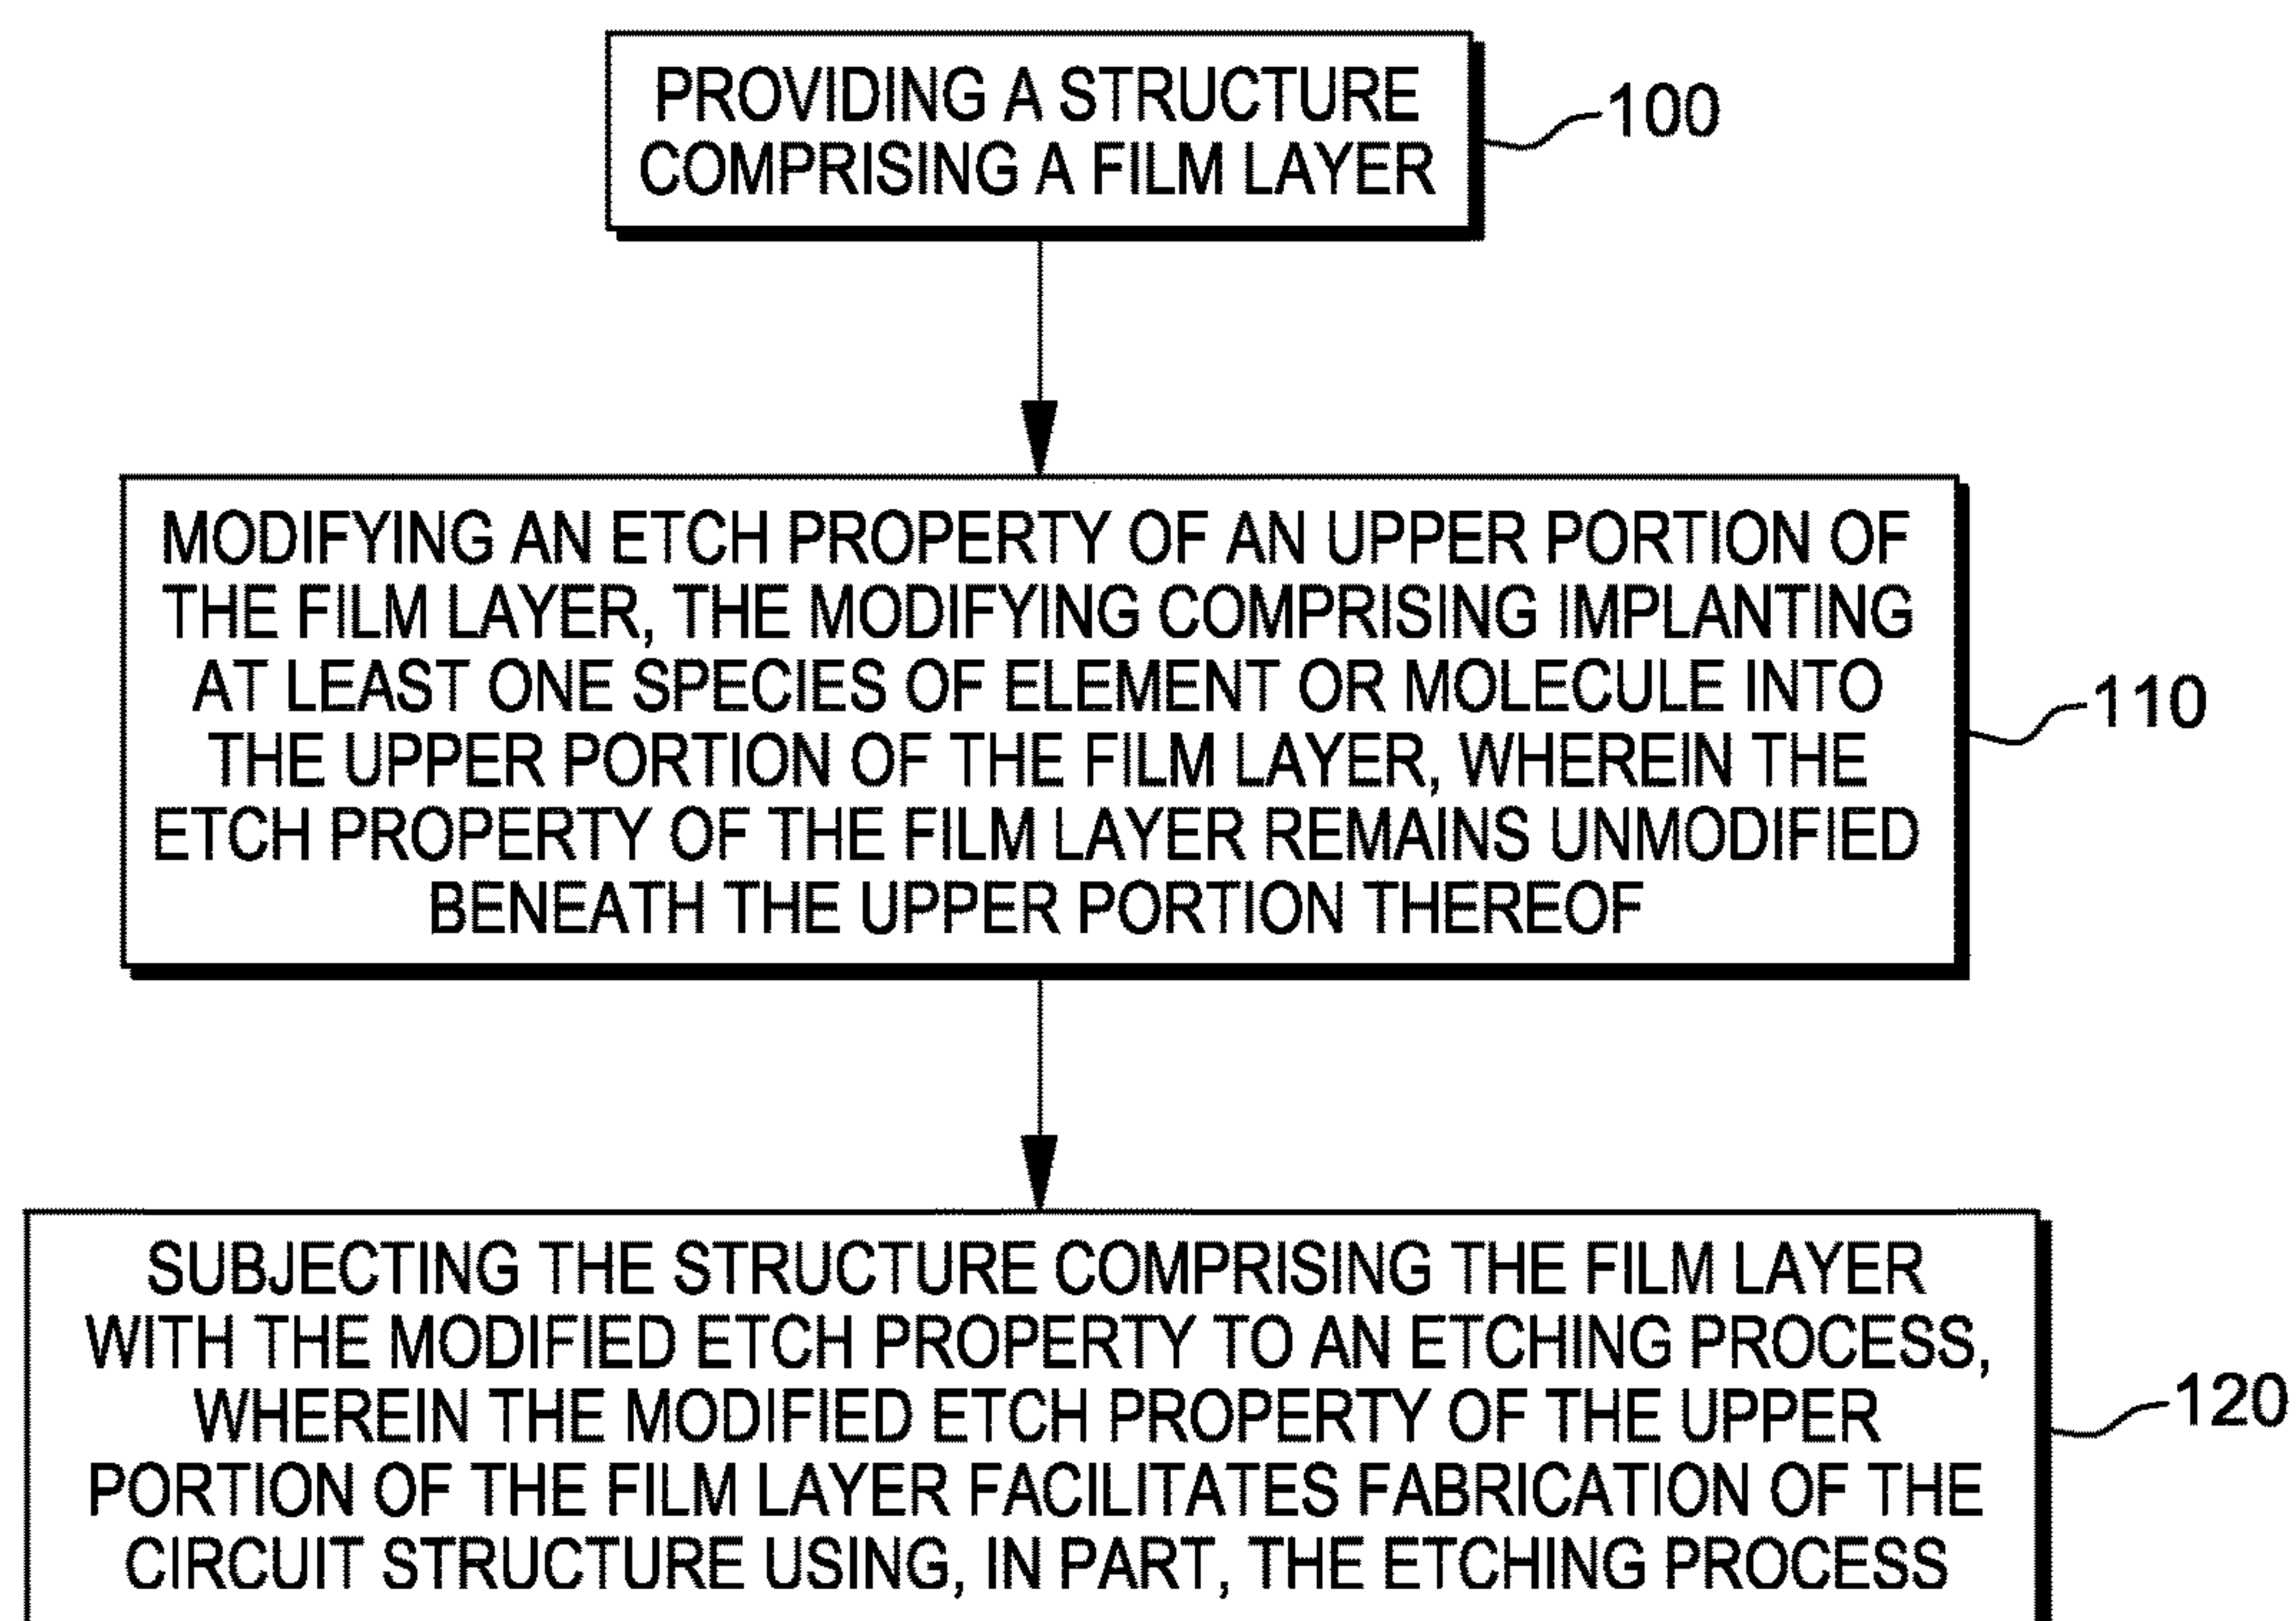 PROVIDING A STRUCTURE
COMPRISING A FILM LAYER
100
MODIFYING AN ETCH PROPERTY OF AN UPPER PORTION OF
THE FILM LAYER, THE MODIFYING COMPRISING IMPLANTING
AT LEAST ONE SPECIES OF ELEMENT OR MOLECULE INTO
THE UPPER PORTION OF THE FILM LAYER, WHEREIN THE
ETCH PROPERTY OF THE FILM LAYER REMAINS UNMODIFIED
BENEATH THE UPPER PORTION THEREOF
110
SUBJECTING THE STRUCTURE COMPRISING THE FILM LAYER
WITH THE MODIFIED ETCH PROPERTY TO AN ETCHING PROCESS,
WHEREIN THE MODIFIED ETCH PROPERTY OF THE UPPER
PORTION OF THE FILM LAYER FACILITATES FABRICATION OF THE
CIRCUIT STRUCTURE USING, IN PART, THE ETCHING PROCESS
120